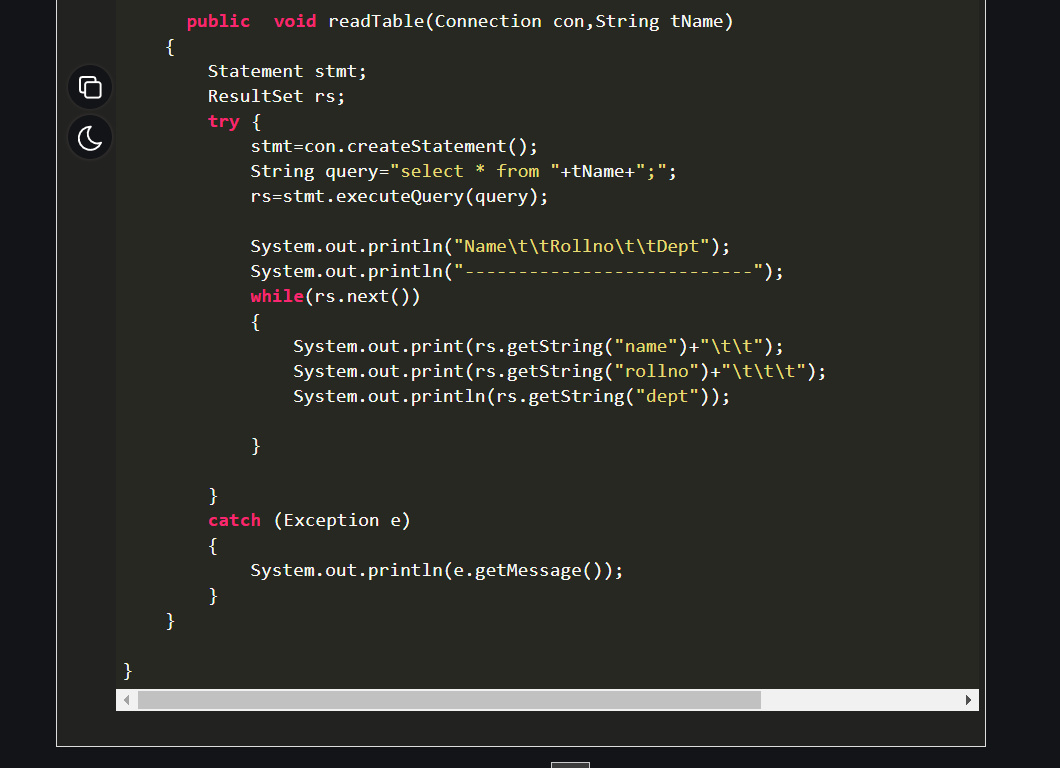 public  void readTable(Connection con,String tName)
{
Statement stmt;
ResultSet rs;
try {
stmt=con.createStatement();
String query="select * from "+tName+";";
rs=stmt.executeQuery(query);
System.out.println("Name\t\tRollno\t\tDept");
System.out.println("---------------------------");
while(rs.next())
{
System.out.print(rs.getString("name")+"\t\t");
System.out.print(rs.getString("rollno")+"\t\t\t");
System.out.println(rs.getString("dept"));
}
}
catch (Exception e)
{
System.out.println(e.getMessage());
}
}
}